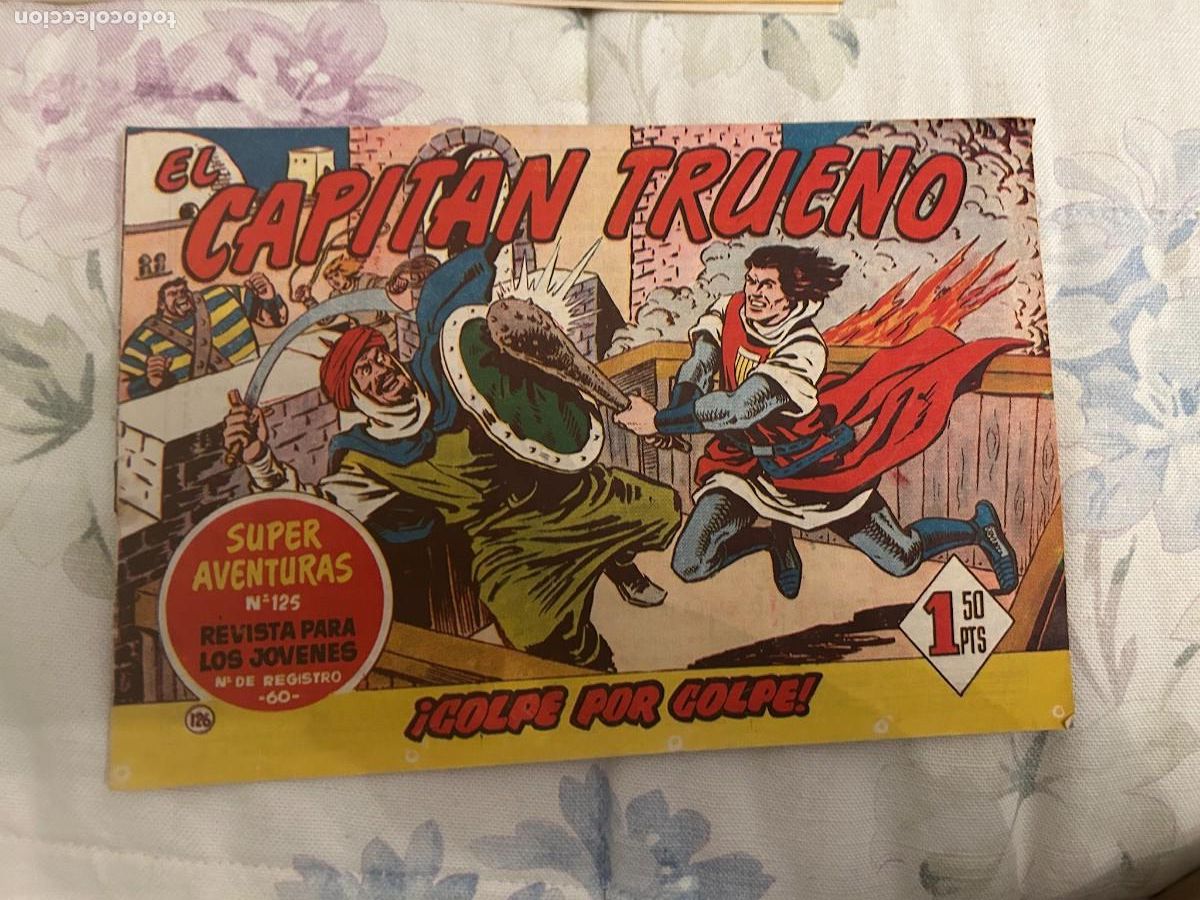 todocoleccion
EL
CAPITAN TRUENO
SUPER
AVENTURAS
Nº 125
REVISTA PARA
LOS JOVENES
Nº DE REGISTRO
-60-
1 50
PTS
126
¡GOLPE POR GOLPE!